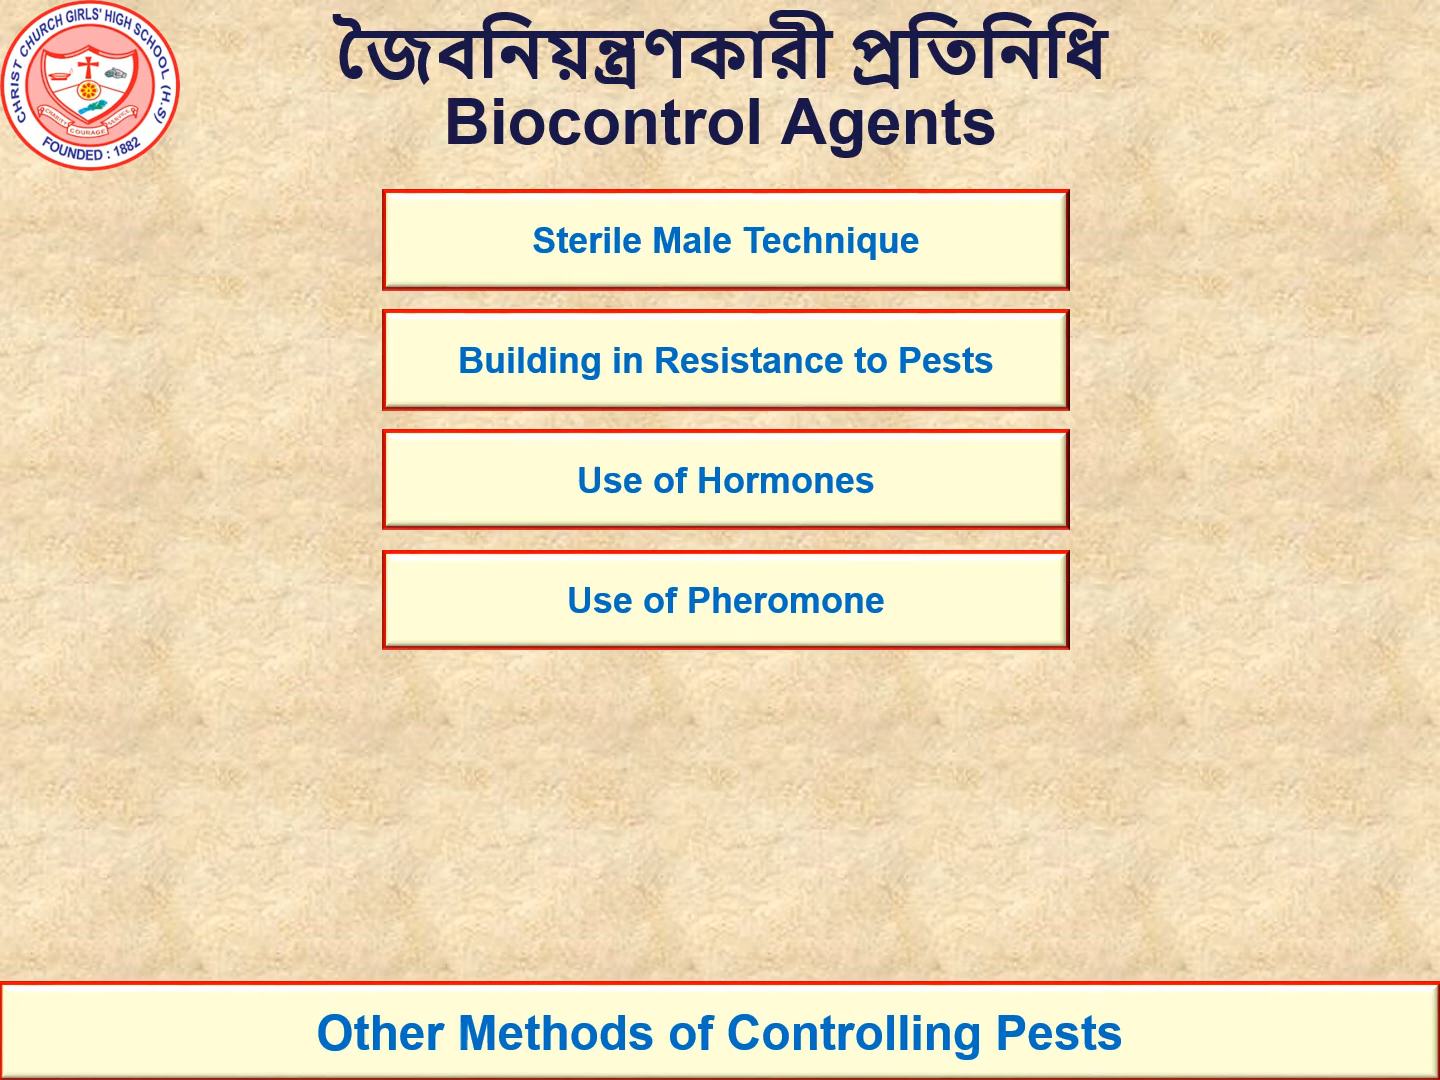 CHRIST CHURCH GIRLS' HIGH SCHOOL (H.S)
COURAGE
FOUNDED : 1882
জৈবনিয়ন্ত্রণকারী প্রতিনিধি
Biocontrol Agents
Sterile Male Technique
Building in Resistance to Pests
Use of Hormones
Use of Pheromone
Other Methods of Controlling Pests